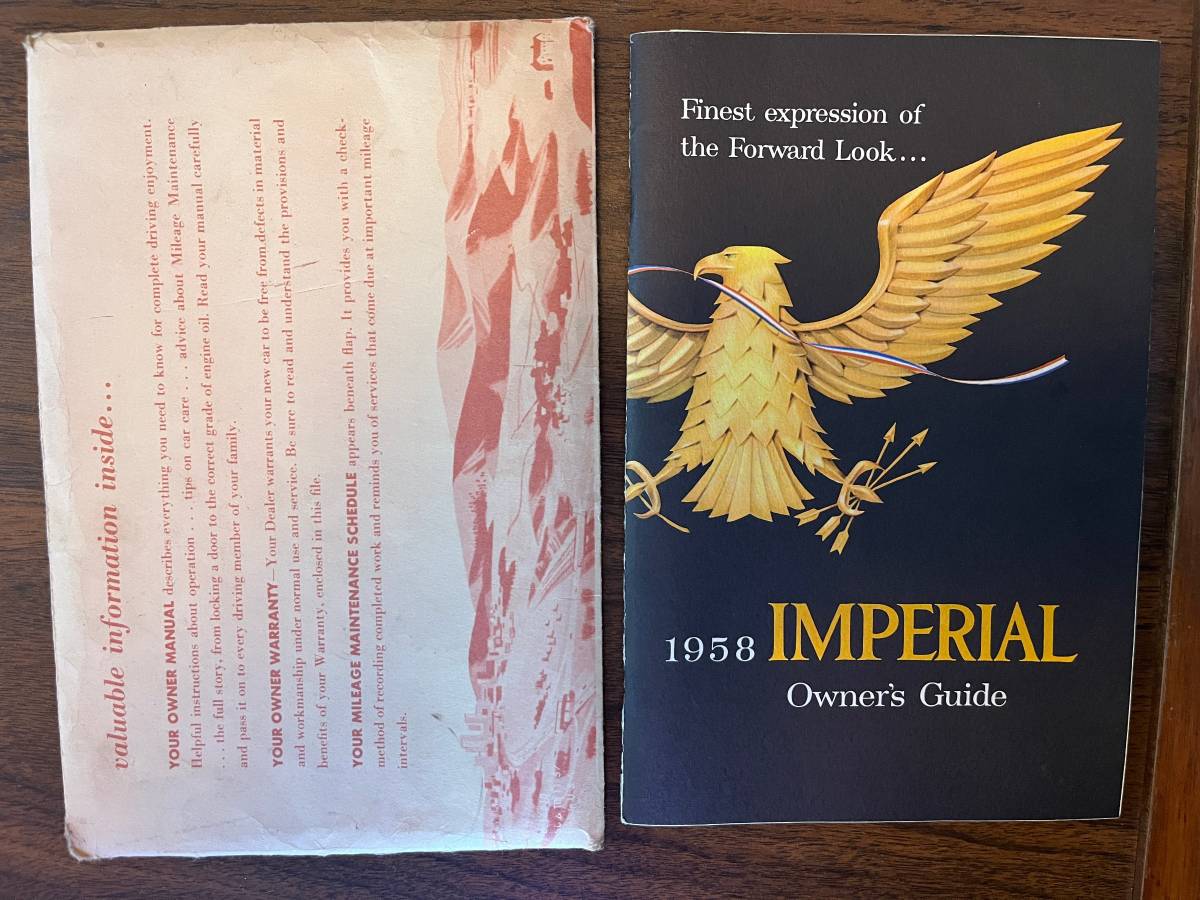 valuable information inside...
YOUR OWNER MANUAL describes everything you need to know for complete driving enjoyment.
Helpful instructions about operation . . . tips on car care . . . advice about Mileage Maintenance
. . . the full story, from locking a door to the correct grade of engine oil. Read your manual carefully
and pass it on to every driving member of your family.
YOUR OWNER WARRANTY—Your Dealer warrants your new car to be free from defects in material
and workmanship under normal use and service. Be sure to read and understand the provisions and
benefits of your Warranty, enclosed in this file.
YOUR MILEAGE MAINTENANCE SCHEDULE appears beneath flap. It provides you with a check-
method of recording completed work and reminds you of services that come due at important mileage
intervals.
Finest expression of
the Forward Look...
1958 IMPERIAL
Owner's Guide